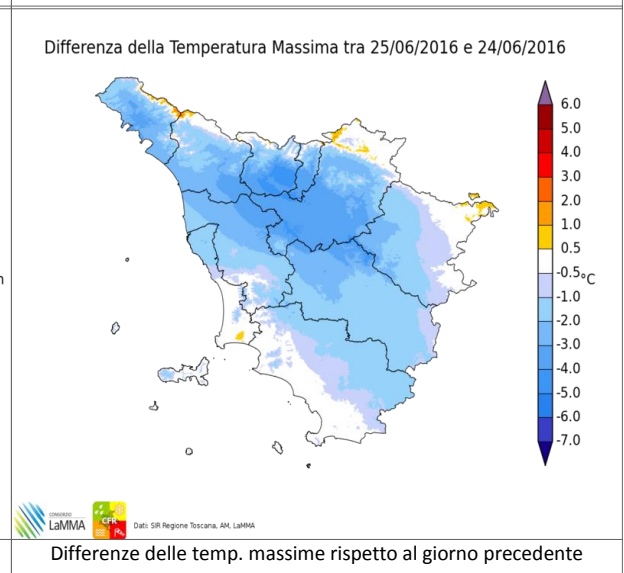 Differenza della Temperatura Massima tra 25/06/2016 e 24/06/2016
6.0
5.0
4.0
3.0
2.0
1.0
0.5
-0.5
°C
-1.0
-2.0
-3.0
-4.0
-5.0
-6.0
-7.0
n
CONSORZIO
LaMMA
CFR
Dati: SIR Regione Toscana, AM, LaMMA
Differenze delle temp. massime rispetto al giorno precedente